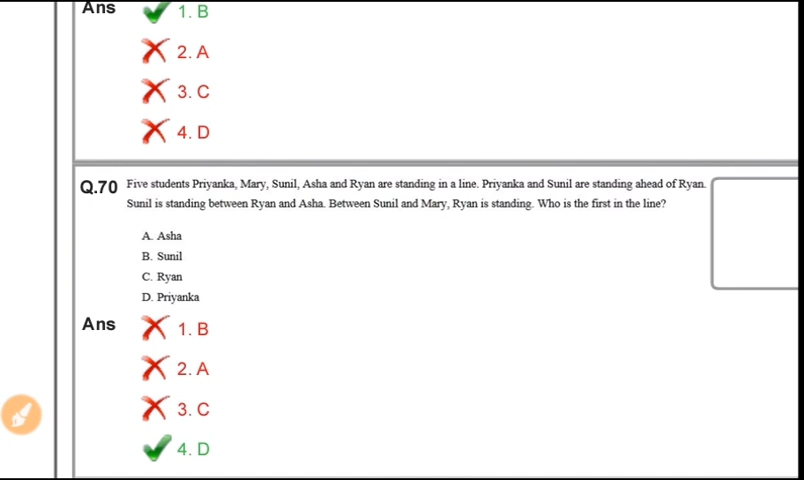 Ans
1. B
2. A
3. C
4. D
Q.70 Five students Priyanka, Mary, Sunil, Asha and Ryan are standing in a line. Priyanka and Sunil are standing ahead of Ryan.
Sunil is standing between Ryan and Asha. Between Sunil and Mary, Ryan is standing. Who is the first in the line?
A. Asha
B. Sunil
C. Ryan
D. Priyanka
Ans
1. B
2. A
3. C
4. D